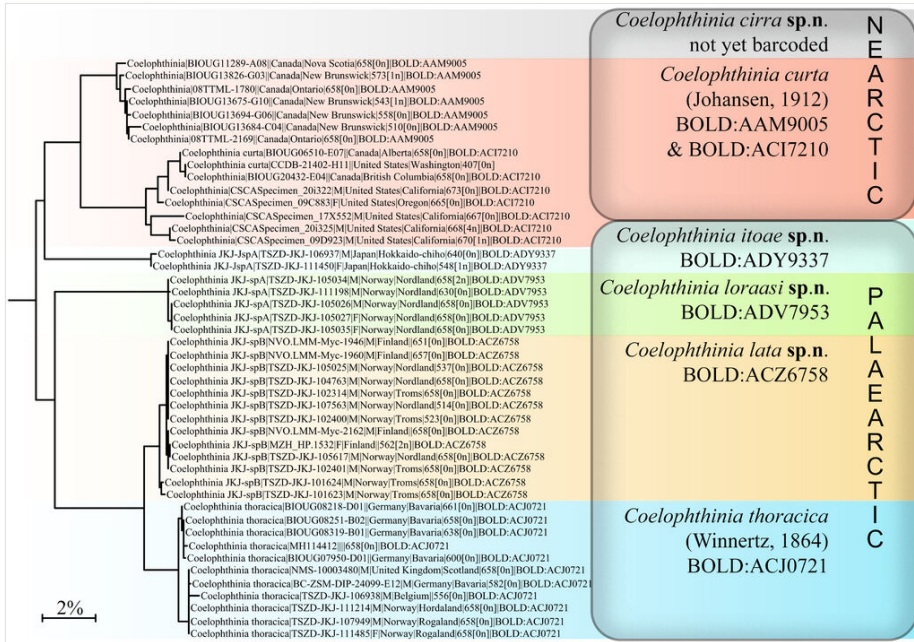 Coelophthinia cirra sp.n.
not yet barcoded
Coelophthinia|BIOUG11289-A08||Canada|Nova Scotia|658[0n]|BOLD:AAM9005
Coelophthinia|BIOUG13826-G03||Canada|New Brunswick|573[1n]|BOLD:AAM9005
Coelophthinia|08TTML-1780||Canada|Ontario|658[0n]|BOLD:AAM9005
Coelophthinia|BIOUG13675-G10||Canada|New Brunswick|543[1n]|BOLD:AAM9005
Coelophthinia|BIOUG13694-G06||Canada|New Brunswick|558[0n]|BOLD:AAM9005
Coelophthinia|BIOUG13684-C04||Canada|New Brunswick|510[0n]|BOLD:AAM9005
Coelophthinia|08TTML-2169||Canada|Ontario|658[0n]|BOLD:AAM9005
Coelophthinia curta|BIOUG06510-E07||Canada|Alberta|658[0n]|BOLD:ACI7210
Coelophthinia curta|CCDB-21402-H11||United States|Washington|407[0n]
Coelophthinia|BIOUG20432-E04||Canada|British Columbia|658[0n]|BOLD:ACI7210
Coelophthinia|CSCASpecimen_20i322|M|United States|California|673[0n]|BOLD:ACI7210
Coelophthinia|CSCASpecimen_09C883|F|United States|Oregon|665[0n]|BOLD:ACI7210
Coelophthinia|CSCASpecimen_17X552|M|United States|California|667[0n]|BOLD:ACI7210
Coelophthinia|CSCASpecimen_20i325|M|United States|California|668[4n]|BOLD:ACI7210
Coelophthinia|CSCASpecimen_09D923|M|United States|California|670[1n]|BOLD:ACI7210
Coelophthinia curta
(Johansen, 1912)
BOLD:AAM9005
& BOLD:ACI7210
NEARCTIC
Coelophthinia JKJ-JspA|TSZD-JKJ-106937|M|Japan|Hokkaido-chiho|640[0n]|BOLD:ADY9337
Coelophthinia JKJ-JspA|TSZD-JKJ-111450|F|Japan|Hokkaido-chiho|548[1n]|BOLD:ADY9337
Coelophthinia itoae sp.n.
BOLD:ADY9337
Coelophthinia JKJ-spA|TSZD-JKJ-105034|M|Norway|Nordland|658[2n]|BOLD:ADV7953
Coelophthinia JKJ-spA|TSZD-JKJ-111198|M|Norway|Nordland|630[0n]|BOLD:ADV7953
Coelophthinia JKJ-spA|TSZD-JKJ-105026|M|Norway|Nordland|658[0n]|BOLD:ADV7953
Coelophthinia JKJ-spA|TSZD-JKJ-105027|F|Norway|Nordland|658[0n]|BOLD:ADV7953
Coelophthinia JKJ-spA|TSZD-JKJ-105035|F|Norway|Nordland|658[0n]|BOLD:ADV7953
Coelophthinia loraasi sp.n.
BOLD:ADV7953
Coelophthinia JKJ-spB|NVO.LMM-Myc-1946|M|Finland||651[0n]|BOLD:ACZ6758
Coelophthinia JKJ-spB|NVO.LMM-Myc-1960|M|Finland||657[0n]|BOLD:ACZ6758
Coelophthinia JKJ-spB|TSZD-JKJ-105025|M|Norway|Nordland|537[0n]|BOLD:ACZ6758
Coelophthinia JKJ-spB|TSZD-JKJ-104763|M|Norway|Nordland|658[0n]|BOLD:ACZ6758
Coelophthinia JKJ-spB|TSZD-JKJ-102314|M|Norway|Troms|658[0n]|BOLD:ACZ6758
Coelophthinia JKJ-spB|TSZD-JKJ-107563|M|Norway|Nordland|514[0n]|BOLD:ACZ6758
Coelophthinia JKJ-spB|TSZD-JKJ-102400|M|Norway|Troms|523[0n]|BOLD:ACZ6758
Coelophthinia JKJ-spB|NVO.LMM-Myc-2162|M|Finland||658[0n]|BOLD:ACZ6758
Coelophthinia JKJ-spB|MZH_HP.1532|F|Finland||562[2n]|BOLD:ACZ6758
Coelophthinia JKJ-spB|TSZD-JKJ-105617|M|Norway|Nordland|658[0n]|BOLD:ACZ6758
Coelophthinia JKJ-spB|TSZD-JKJ-102401|M|Norway|Troms|658[0n]|BOLD:ACZ6758
Coelophthinia JKJ-spB|TSZD-JKJ-101624|M|Norway|Troms|658[0n]|BOLD:ACZ6758
Coelophthinia JKJ-spB|TSZD-JKJ-101623|M|Norway|Troms|658[0n]|BOLD:ACZ6758
Coelophthinia lata sp.n.
BOLD:ACZ6758
Coelophthinia thoracica|BIOUG08218-D01||Germany|Bavaria|661[0n]|BOLD:ACJ0721
Coelophthinia thoracica|BIOUG08251-B02||Germany|Bavaria|658[0n]|BOLD:ACJ0721
Coelophthinia thoracica|BIOUG08319-B01||Germany|Bavaria|638[0n]|BOLD:ACJ0721
Coelophthinia thoracica|MH114412||||658[0n]|BOLD:ACJ0721
Coelophthinia thoracica|BIOUG07950-D01||Germany|Bavaria|600[0n]|BOLD:ACJ0721
Coelophthinia thoracica|NMS-10003480|M|United Kingdom|Scotland|658[0n]|BOLD:ACJ0721
Coelophthinia thoracica|BC-ZSM-DIP-24099-E12|M|Germany|Bavaria|582[0n]|BOLD:ACJ0721
Coelophthinia thoracica|TSZD-JKJ-106938|M|Belgium||556[0n]|BOLD:ACJ0721
Coelophthinia thoracica|TSZD-JKJ-111214|M|Norway|Hordaland|658[0n]|BOLD:ACJ0721
Coelophthinia thoracica|TSZD-JKJ-107949|M|Norway|Rogaland|658[0n]|BOLD:ACJ0721
Coelophthinia thoracica|TSZD-JKJ-111485|F|Norway|Rogaland|658[0n]|BOLD:ACJ0721
Coelophthinia thoracica
(Winnertz, 1864)
BOLD:ACJ0721
PALAEARCTIC
2%